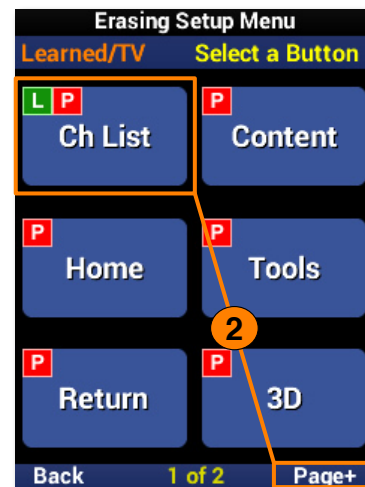 Erasing Setup Menu
Learned/TV Select a Button
L P P
Ch List Content
P P
Home Tools
2
P P
Return 3D
Back 1 of 2 Page+